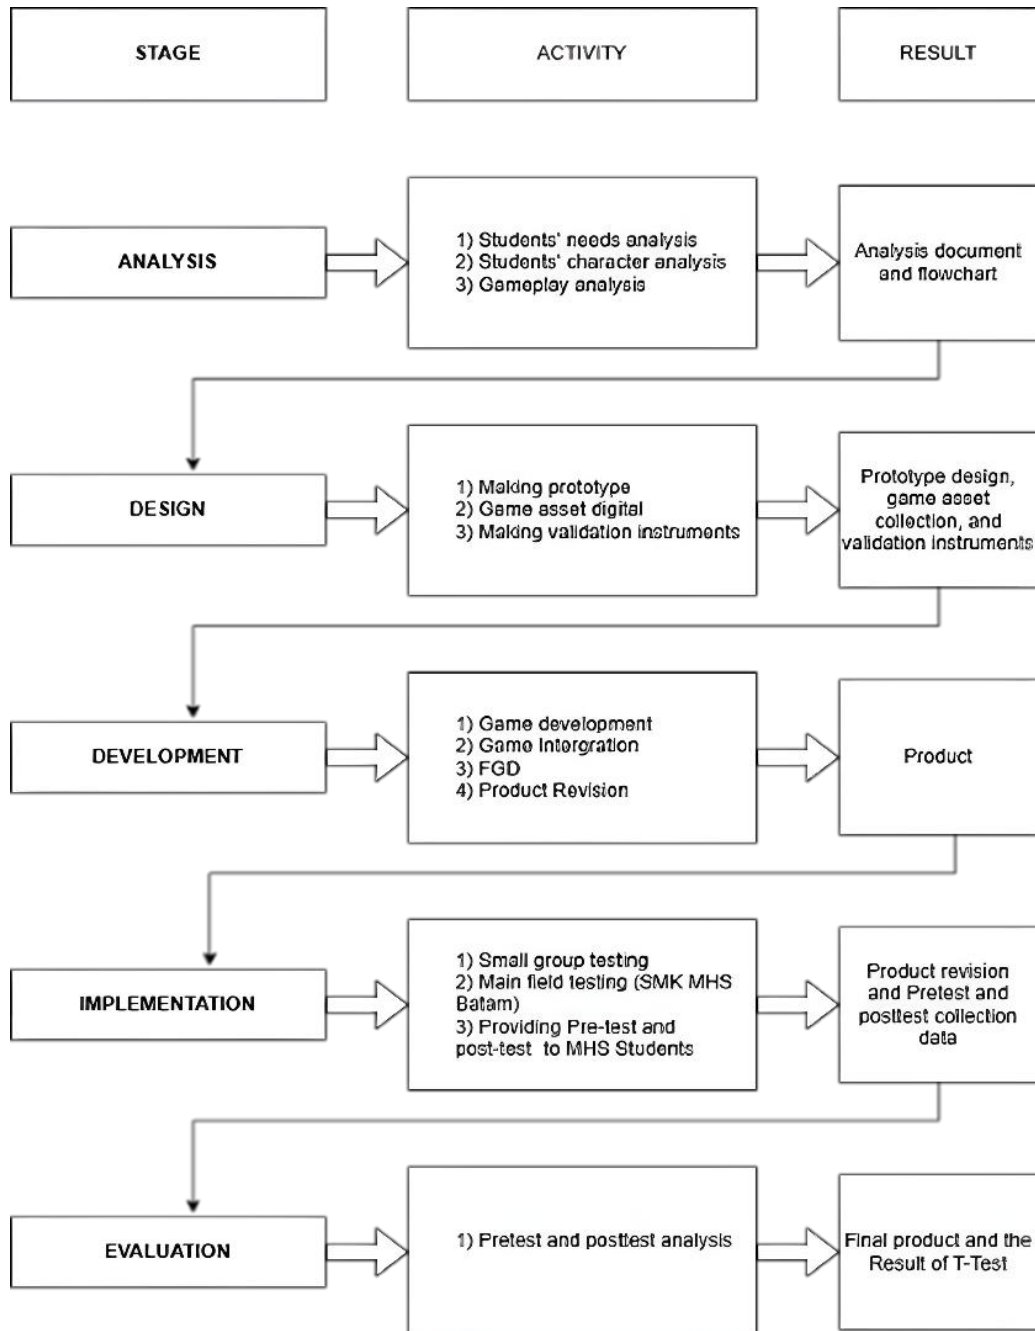 STAGE
ACTIVITY
RESULT
ANALYSIS
1) Students' needs analysis
2) Students' character analysis
3) Gameplay analysis
Analysis document
and flowchart
DESIGN
1) Making prototype
2) Game asset digital
3) Making validation instruments
Prototype design,
game asset
collection, and
validation instruments
DEVELOPMENT
1) Game development
2) Game Intergration
3) FGD
4) Product Revision
Product
IMPLEMENTATION
1) Small group testing
2) Main field testing (SMK MHS
Batam)
3) Providing Pre-test and
post-test to MHS Students
Product revision
and Pretest and
posttest collection
data
EVALUATION
1) Pretest and posttest analysis
Final product and the
Result of T-Test